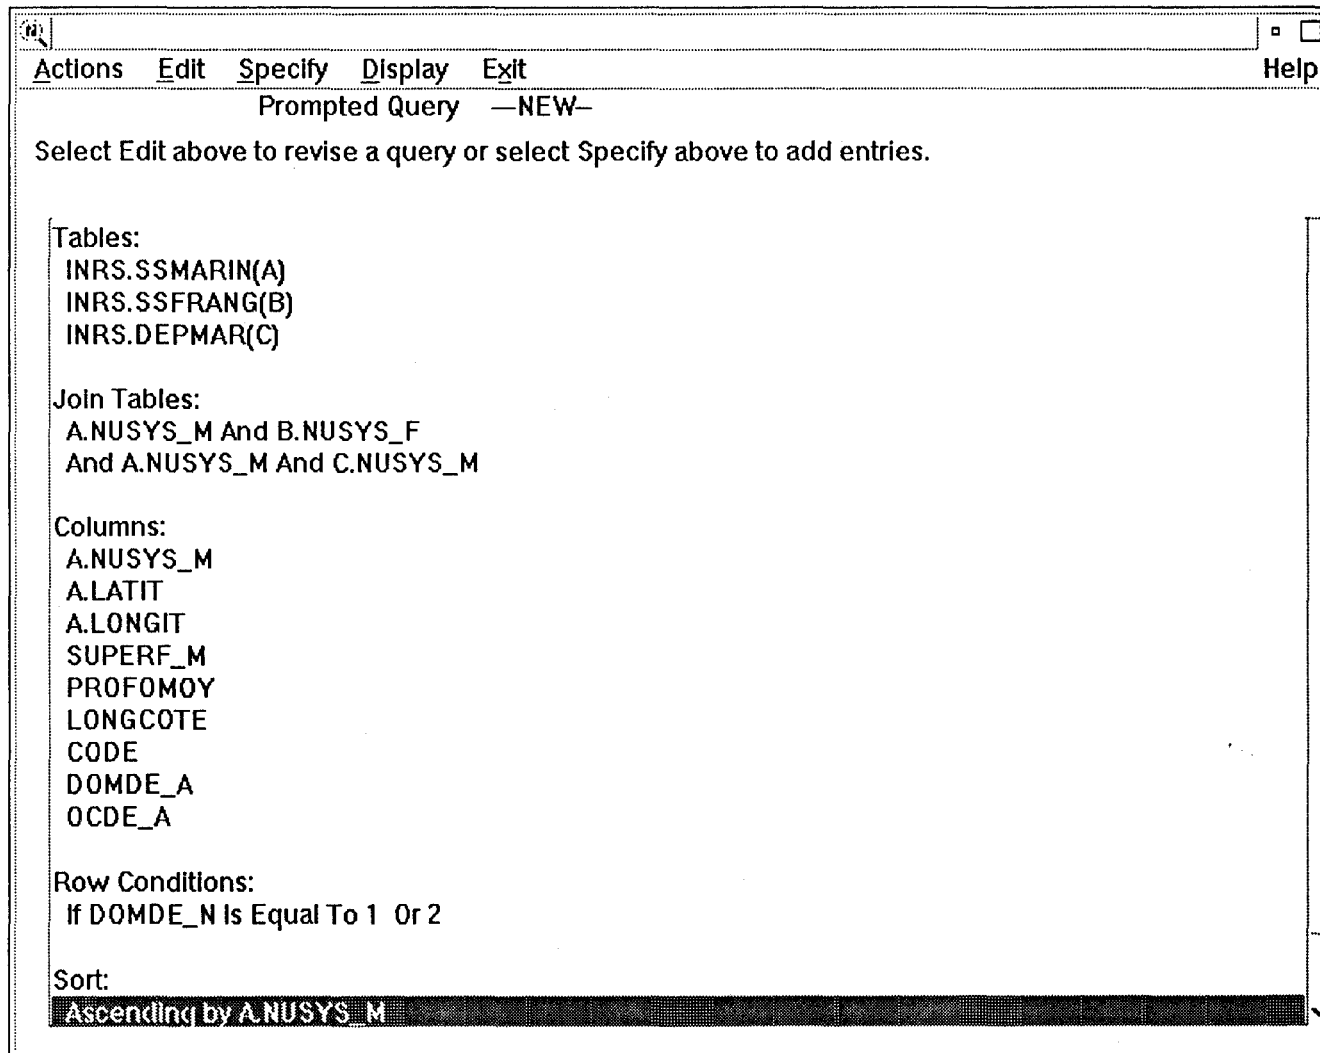 Actions Edit Specify Display Exit Help
Prompted Query —NEW–
Select Edit above to revise a query or select Specify above to add entries.
Tables:
INRS.SSMARIN(A)
INRS.SSFRANG(B)
INRS.DEPMAR(C)
Join Tables:
A.NUSYS_M And B.NUSYS_F
And A.NUSYS_M And C.NUSYS_M
Columns:
A.NUSYS_M
A.LATIT
A.LONGIT
SUPERF_M
PROFOMOY
LONGCOTE
CODE
DOMDE_A
OCDE_A
Row Conditions:
If DOMDE_N Is Equal To 1 Or 2
Sort:
Ascending by A.NUSYS_M